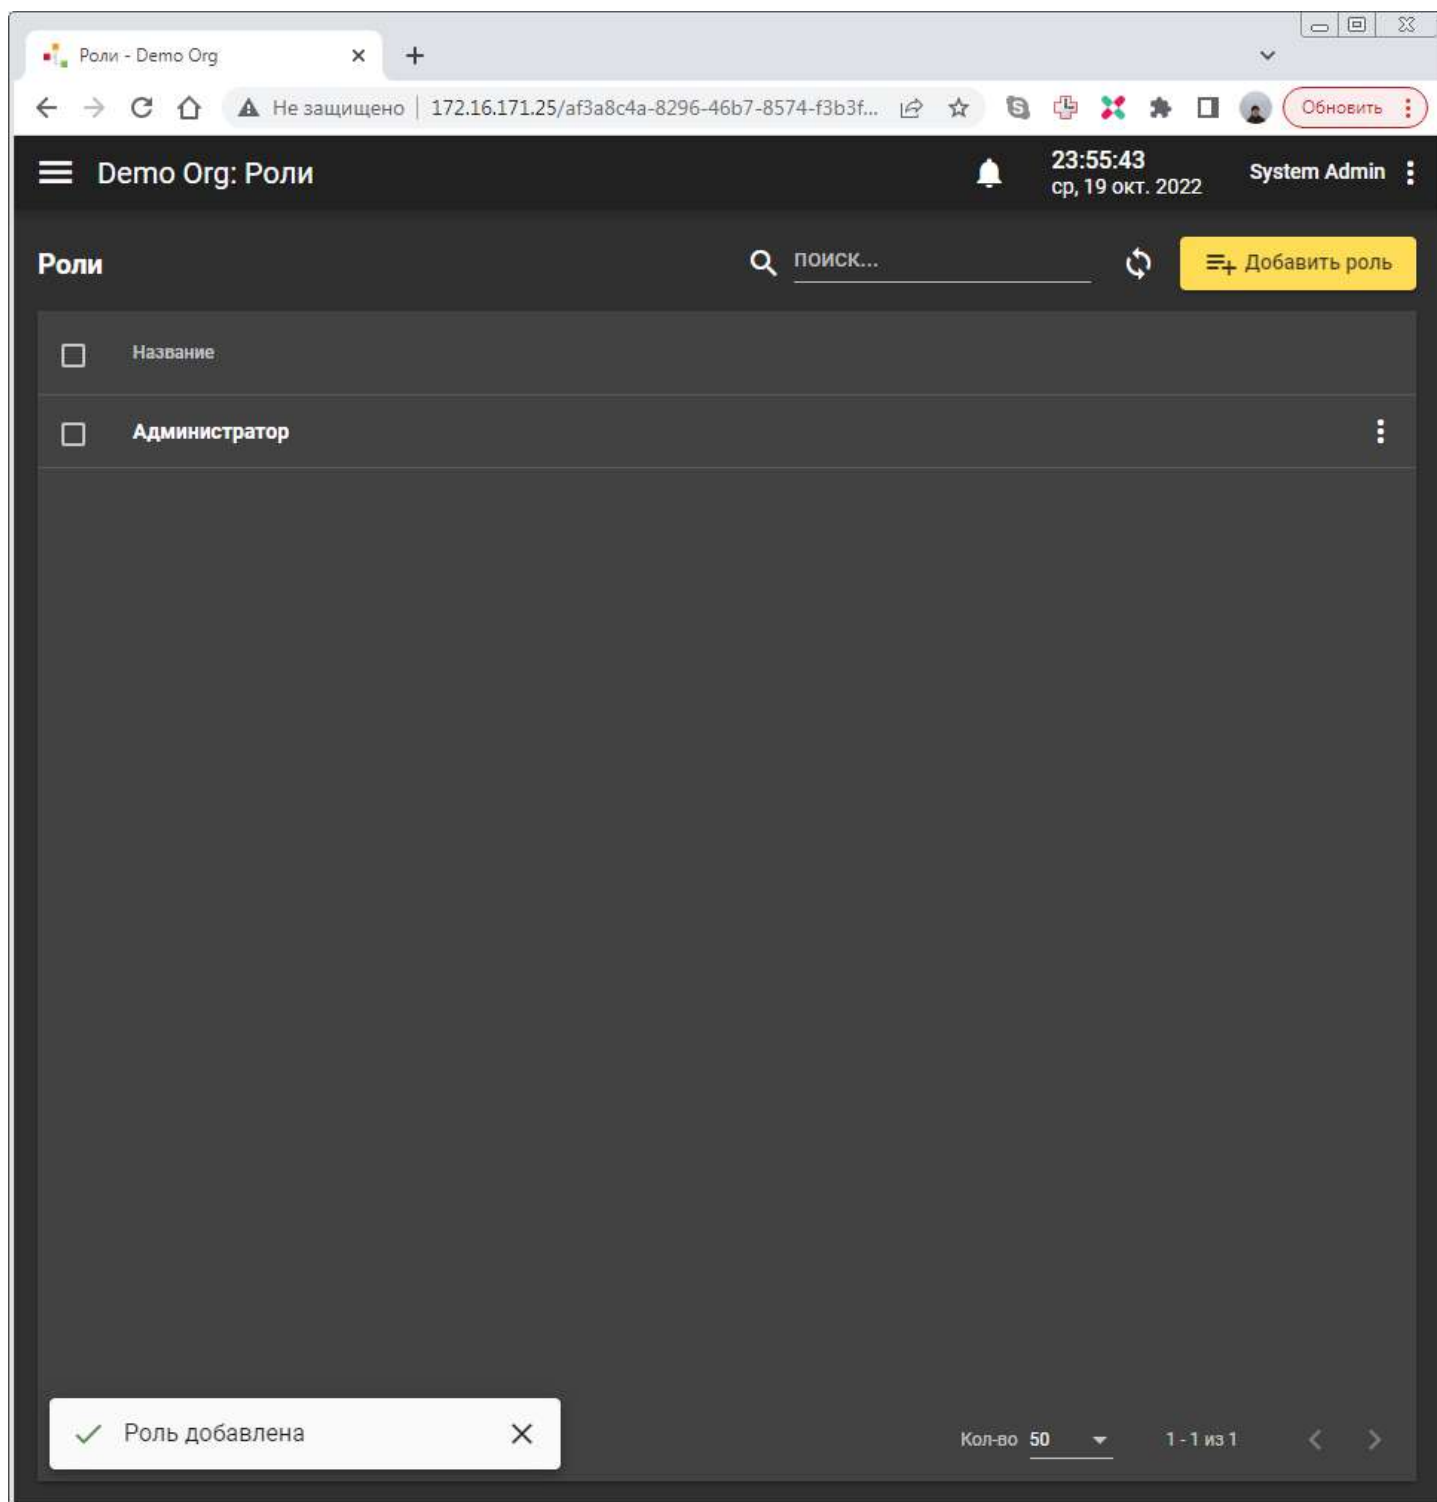 Роли - Demo Org
Не защищено | 172.16.171.25/af3a8c4a-8296-46b7-8574-f3b3f...
Обновить
Demo Org: Роли
23:55:43
ср, 19 окт. 2022
System Admin
Роли
поиск...
Добавить роль
Название
Администратор
Роль добавлена
Кол-во 50
1 - 1 из 1